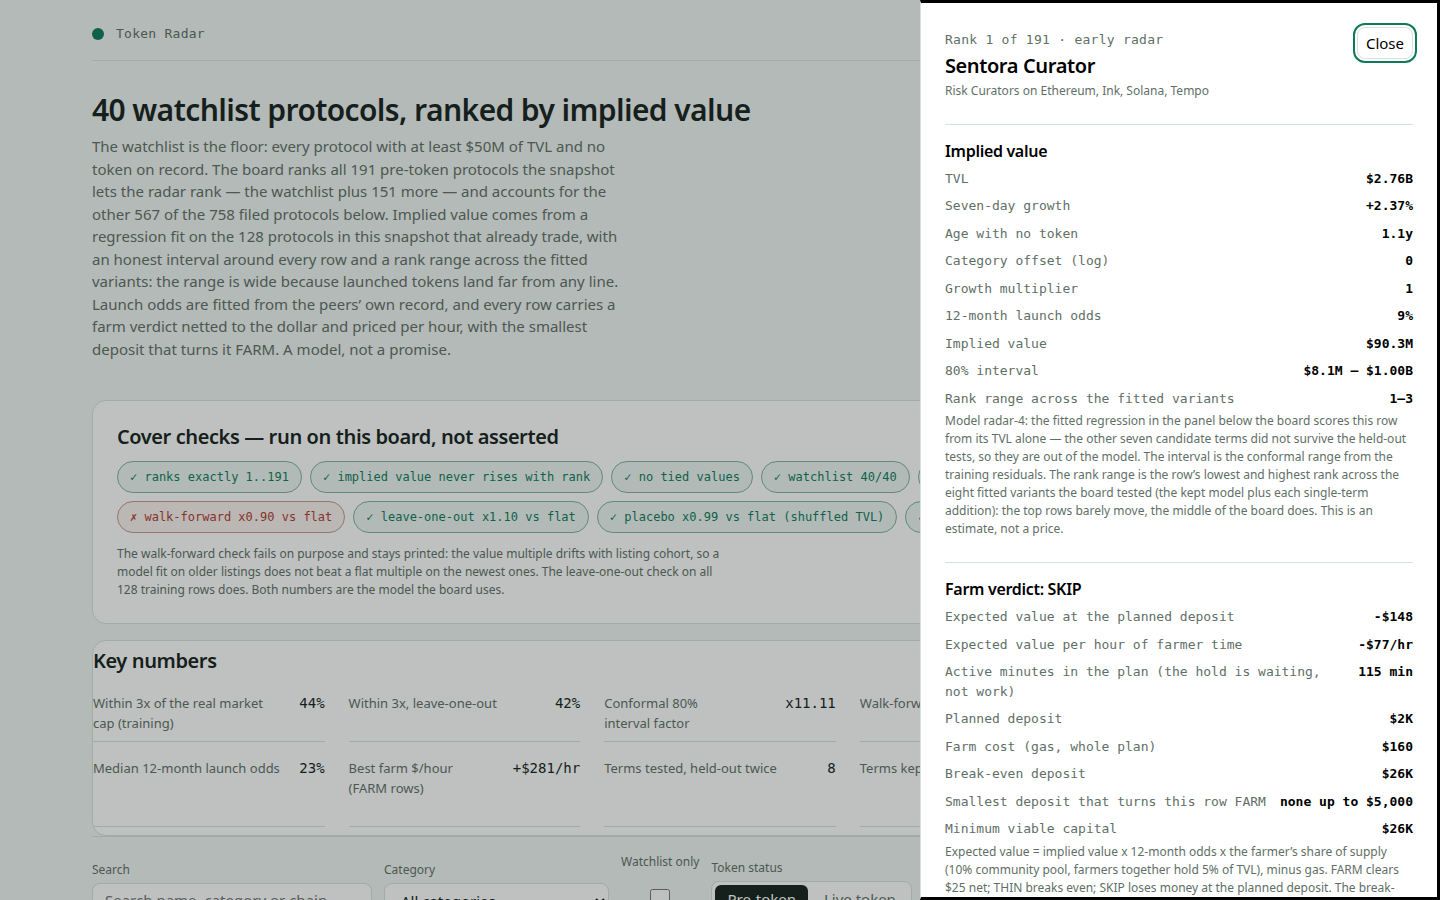 Token Radar
40 watchlist protocols, ranked by implied value
The watchlist is the floor: every protocol with at least $50M of TVL and no
token on record. The board ranks all 191 pre-token protocols the snapshot
lets the radar rank — the watchlist plus 151 more — and accounts for the
other 567 of the 758 filed protocols below. Implied value comes from a
regression fit on the 128 protocols in this snapshot that already trade, with
an honest interval around every row and a rank range across the fitted
variants: the range is wide because launched tokens land far from any line.
Launch odds are fitted from the peers’ own record, and every row carries a
farm verdict netted to the dollar and priced per hour, with the smallest
deposit that turns it FARM. A model, not a promise.
Cover checks — run on this board, not asserted
✓ ranks exactly 1..191
✓ implied value never rises with rank
✓ no tied values
✓ watchlist 40/40
✗ walk-forward x0.90 vs flat
✓ leave-one-out x1.10 vs flat
✓ placebo x0.99 vs flat (shuffled TVL)
The walk-forward check fails on purpose and stays printed: the value multiple drifts with listing cohort, so a
model fit on older listings does not beat a flat multiple on the newest ones. The leave-one-out check on all
128 training rows does. Both numbers are the model the board uses.
Key numbers
Within 3x of the real market
cap (training)
44%
Within 3x, leave-one-out
42%
Conformal 80%
interval factor
x11.11
Walk-forw
Median 12-month launch odds
23%
Best farm $/hour
(FARM rows)
+$281/hr
Terms tested, held-out twice
8
Terms kep
Search
Category
Watchlist only
Token status
Search name, category or chain
All categories
Pre-token
Live token
Rank 1 of 191 · early radar
Close
Sentora Curator
Risk Curators on Ethereum, Ink, Solana, Tempo
Implied value
TVL $2.76B
Seven-day growth +2.37%
Age with no token 1.1y
Category offset (log) 0
Growth multiplier 1
12-month launch odds 9%
Implied value $90.3M
80% interval $8.1M — $1.00B
Rank range across the fitted variants 1–3
Model radar-4: the fitted regression in the panel below the board scores this row
from its TVL alone — the other seven candidate terms did not survive the held-out
tests, so they are out of the model. The interval is the conformal range from the
training residuals. The rank range is the row’s lowest and highest rank across the
eight fitted variants the board tested (the kept model plus each single-term
addition): the top rows barely move, the middle of the board does. This is an
estimate, not a price.
Farm verdict: SKIP
Expected value at the planned deposit -$148
Expected value per hour of farmer time -$77/hr
Active minutes in the plan (the hold is waiting, 115 min
not work)
Planned deposit $2K
Farm cost (gas, whole plan) $160
Break-even deposit $26K
Smallest deposit that turns this row FARM none up to $5,000
Minimum viable capital $26K
Expected value = implied value x 12-month odds x the farmer’s share of supply
(10% community pool, farmers together hold 5% of TVL), minus gas. FARM clears
$25 net; THIN breaks even; SKIP loses money at the planned deposit. The break-